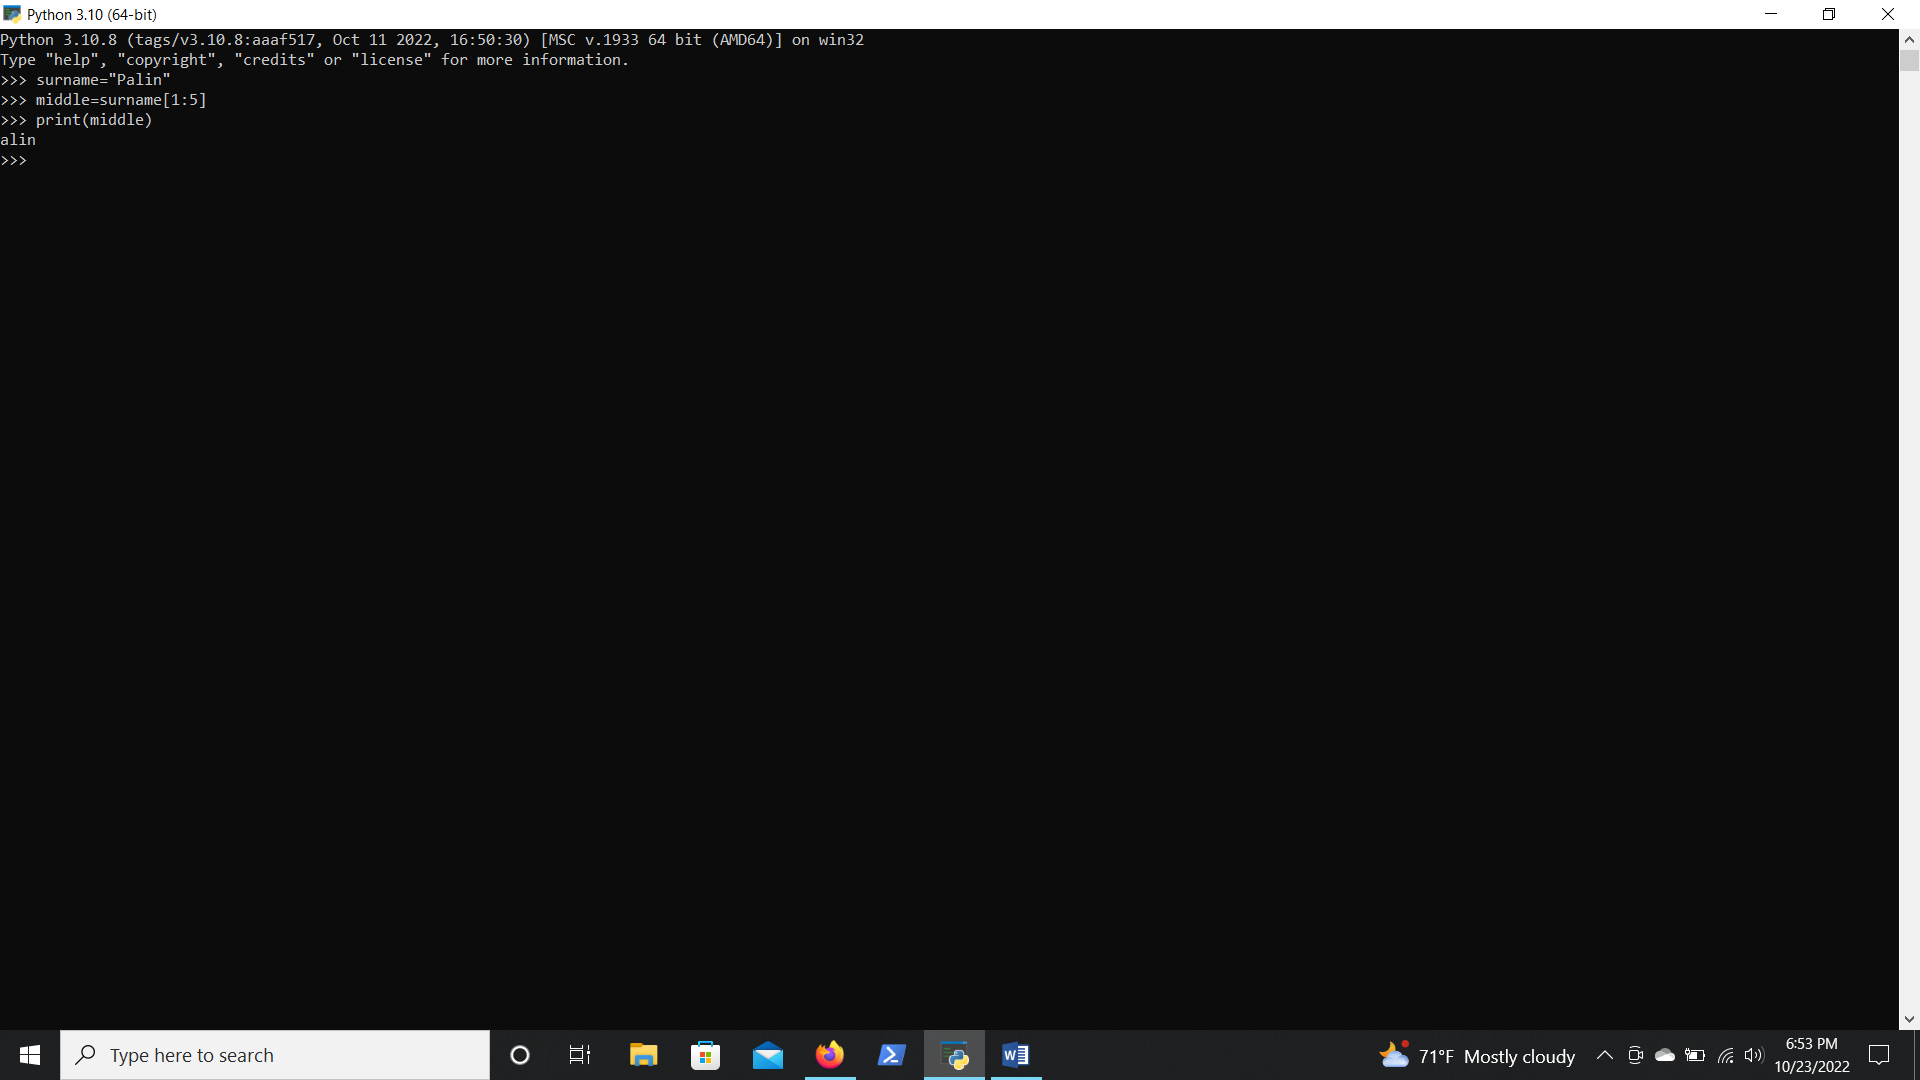 Python 3.10 (64-bit)
Python 3.10.8 (tags/v3.10.8:aaaf517, Oct 11 2022, 16:50:30) [MSC v.1933 64 bit (AMD64)] on win32
Type "help", "copyright", "credits" or "license" for more information.
>>> surname="Palin"
>>> middle=surname[1:5]
>>> print(middle)
alin
>>>
Type here to search
71°F Mostly cloudy
6:53 PM
10/23/2022